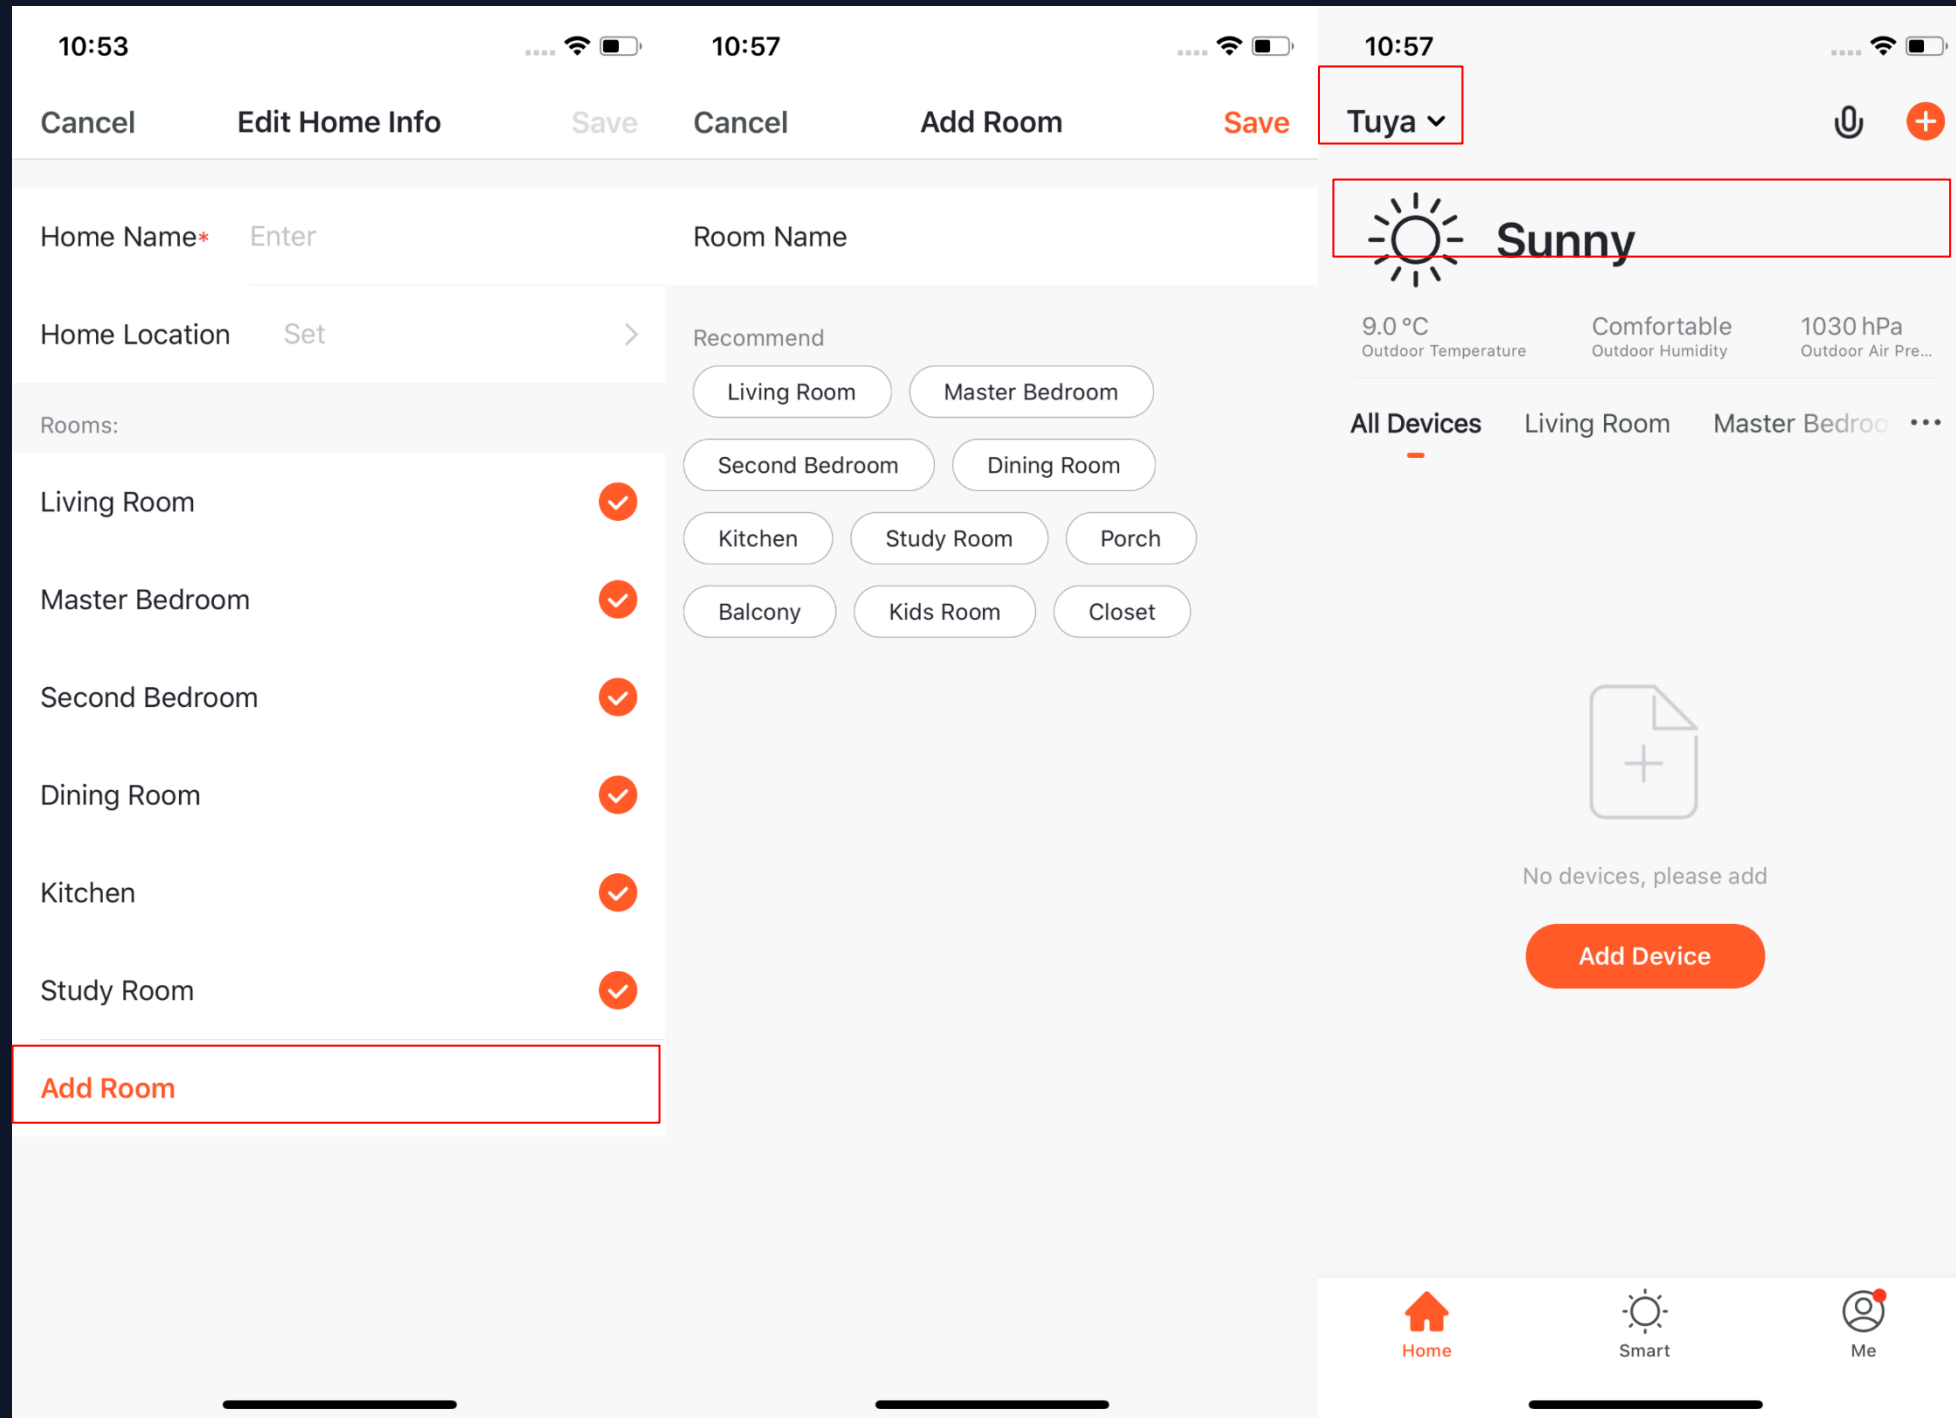 10:53
Cancel Edit Home Info Save
Home Name* Enter
Home Location Set
Rooms:
Living Room
Master Bedroom
Second Bedroom
Dining Room
Kitchen
Study Room
Add Room
10:57
Cancel Add Room Save
Room Name
Recommend
Living Room Master Bedroom
Second Bedroom Dining Room
Kitchen Study Room Porch
Balcony Kids Room Closet
10:57
Tuya
Sunny
9.0 °C Comfortable 1030 hPa
Outdoor Temperature Outdoor Humidity Outdoor Air Pre...
All Devices Living Room Master Bedroo ...
No devices, please add
Add Device
Home Smart Me